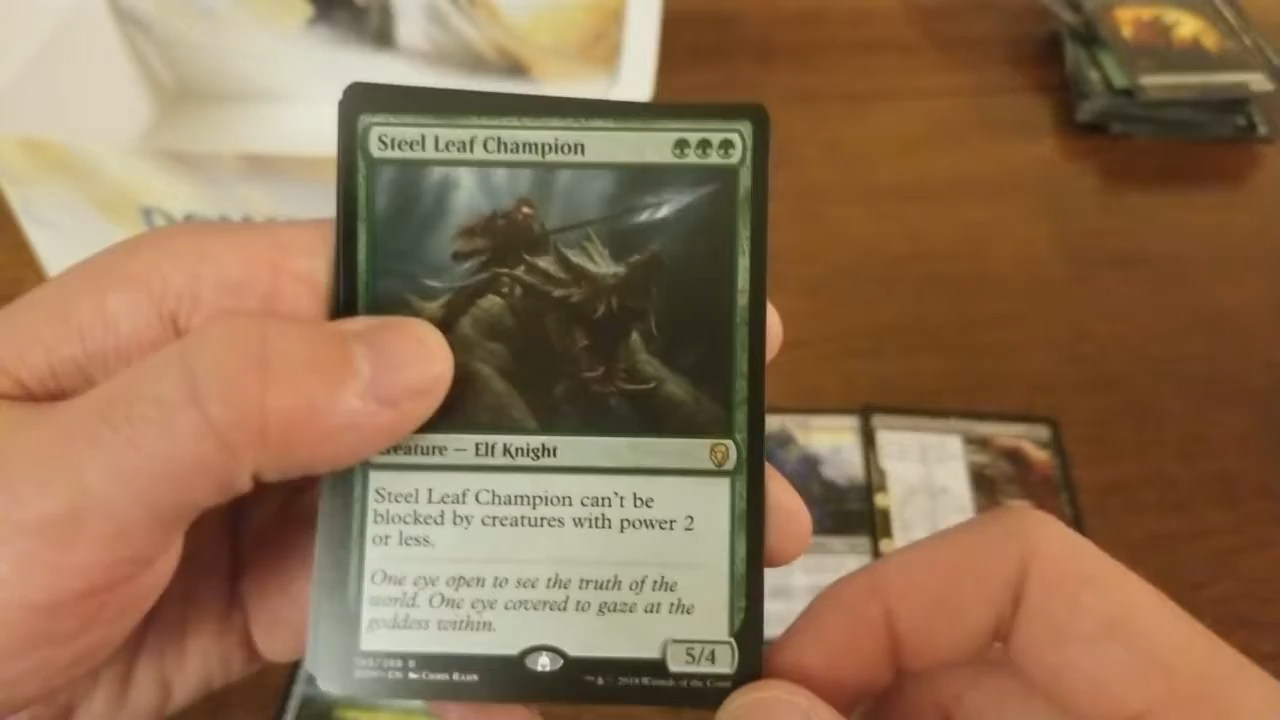 Steel Leaf Champion
Creature — Elf Knight
Steel Leaf Champion can't be
blocked by creatures with power 2
or less.
One eye open to see the truth of the
world. One eye covered to gaze at the
goddess within.
5/4
Chris Rahn
2018 Wizards of the